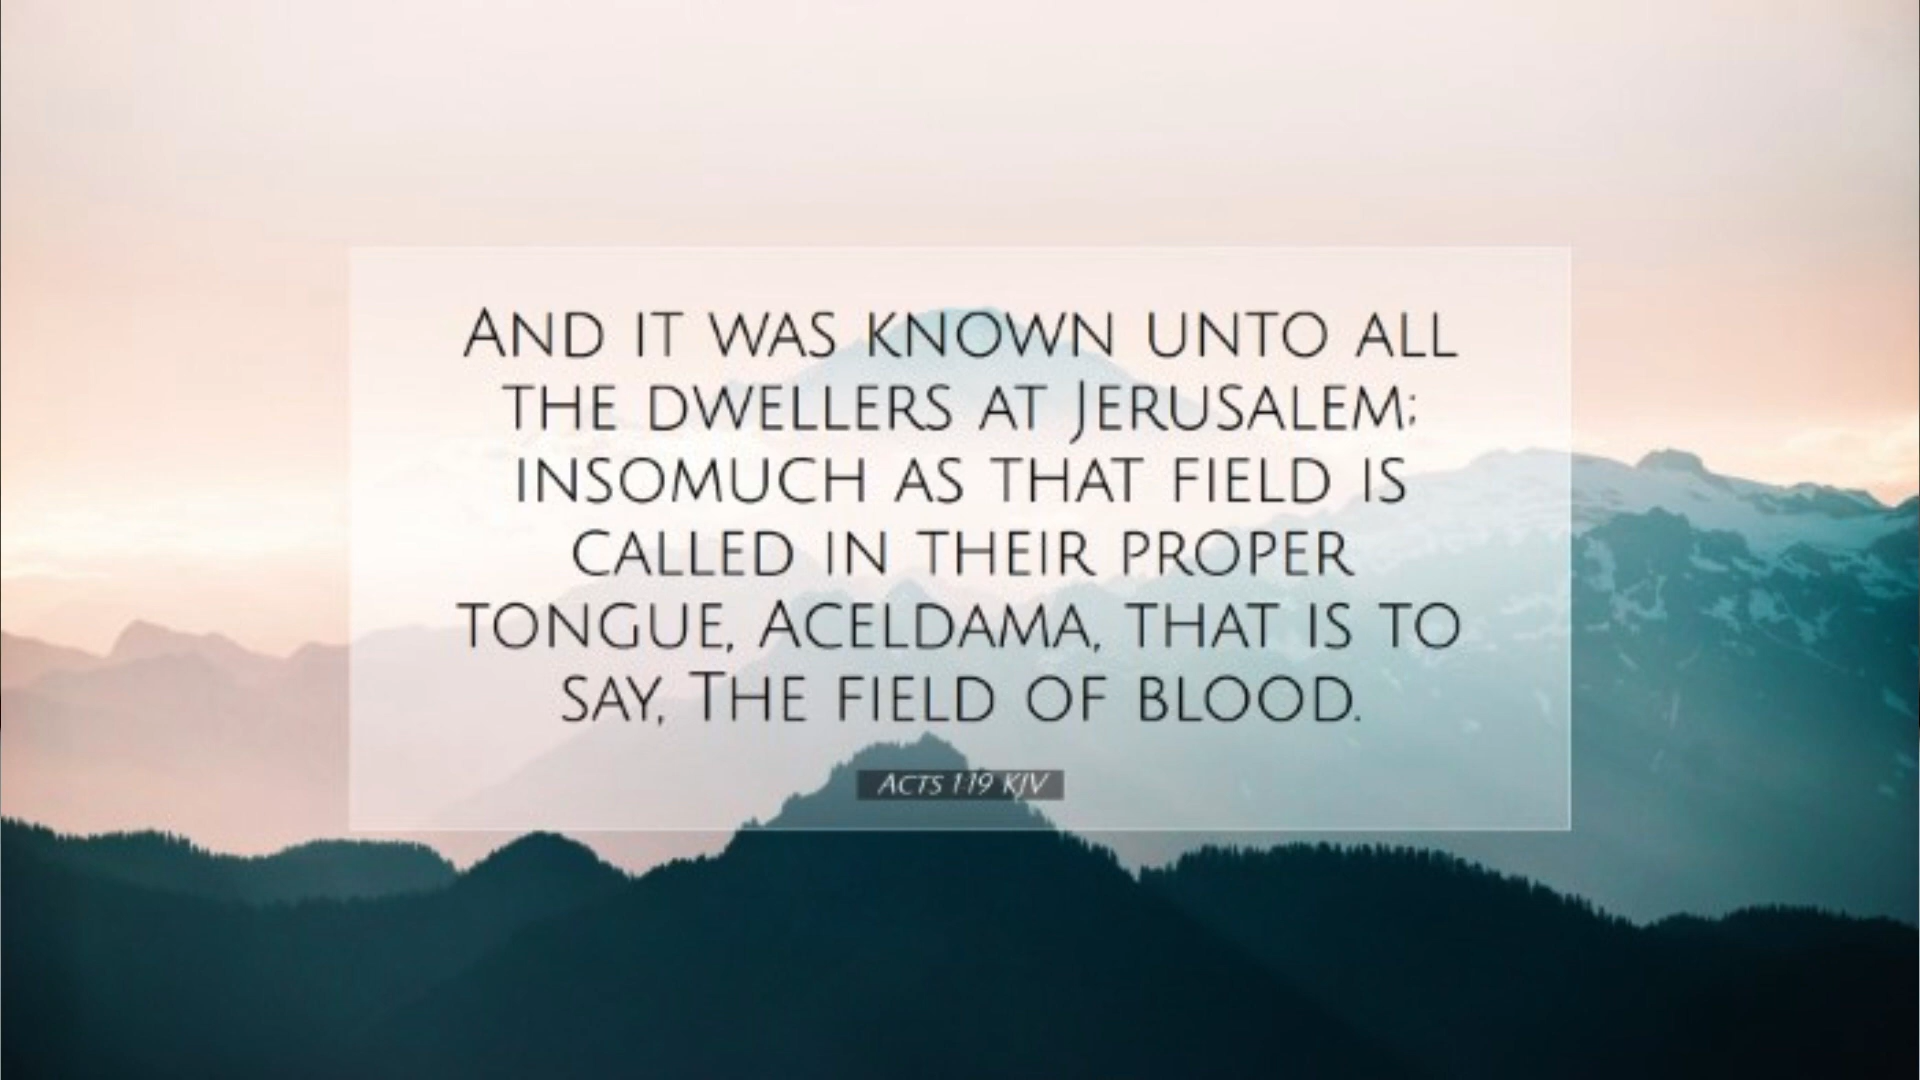 And it was known unto all
the dwellers at Jerusalem;
insomuch as that field is
called in their proper
tongue, Aceldama, that is to
say, The field of blood.
Acts 1:19 KJV